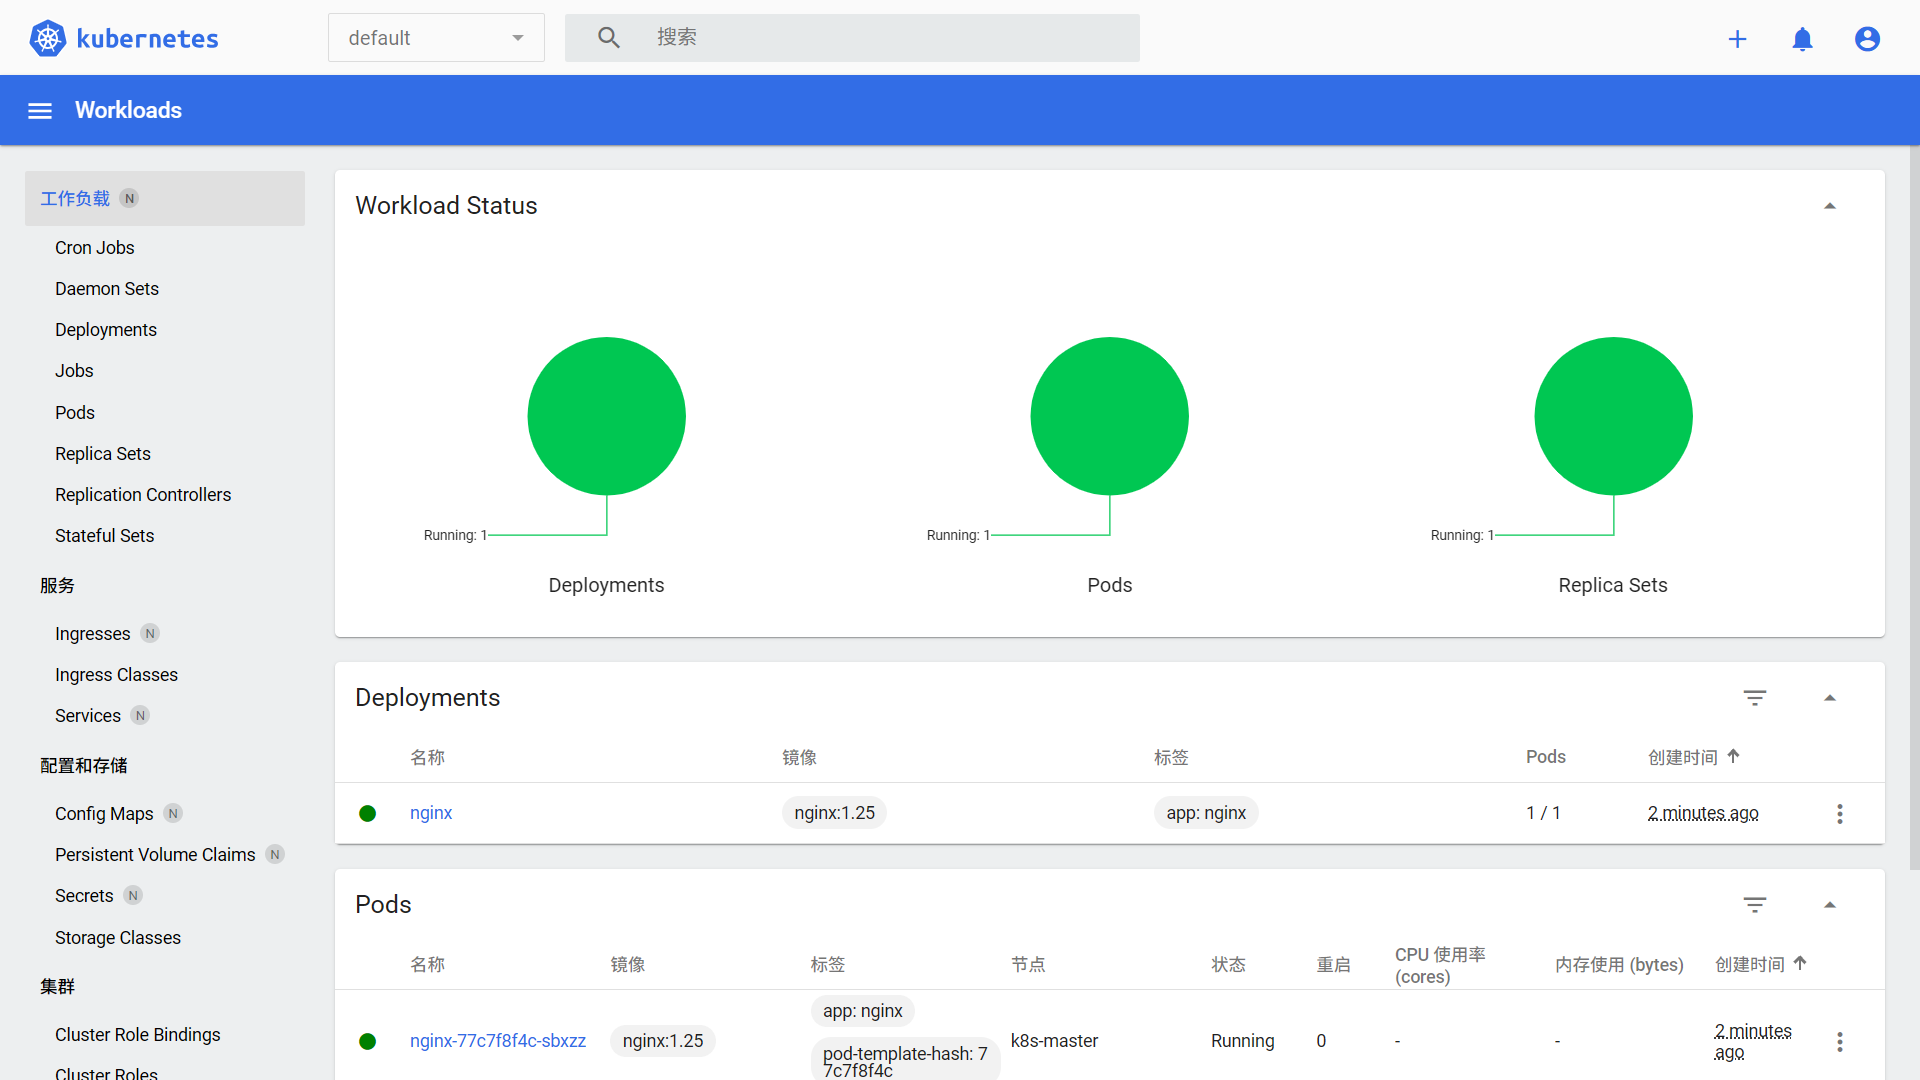 kubernetes
default
搜索
Workloads
工作负载 N
Cron Jobs
Daemon Sets
Deployments
Jobs
Pods
Replica Sets
Replication Controllers
Stateful Sets
服务
Ingresses N
Ingress Classes
Services N
配置和存储
Config Maps N
Persistent Volume Claims N
Secrets N
Storage Classes
集群
Cluster Role Bindings
Cluster Roles
Workload Status
Running: 1
Running: 1
Running: 1
Deployments
Pods
Replica Sets
Deployments
名称 镜像 标签 Pods 创建时间
nginx nginx:1.25 app: nginx 1 / 1 2 minutes ago
Pods
名称 镜像 标签 节点 状态 重启 CPU 使用率 (cores) 内存使用 (bytes) 创建时间
nginx-77c7f8f4c-sbxzz nginx:1.25 app: nginx
pod-template-hash: 7
7c7f8f4c
k8s-master Running 0 - - 2 minutes
ago